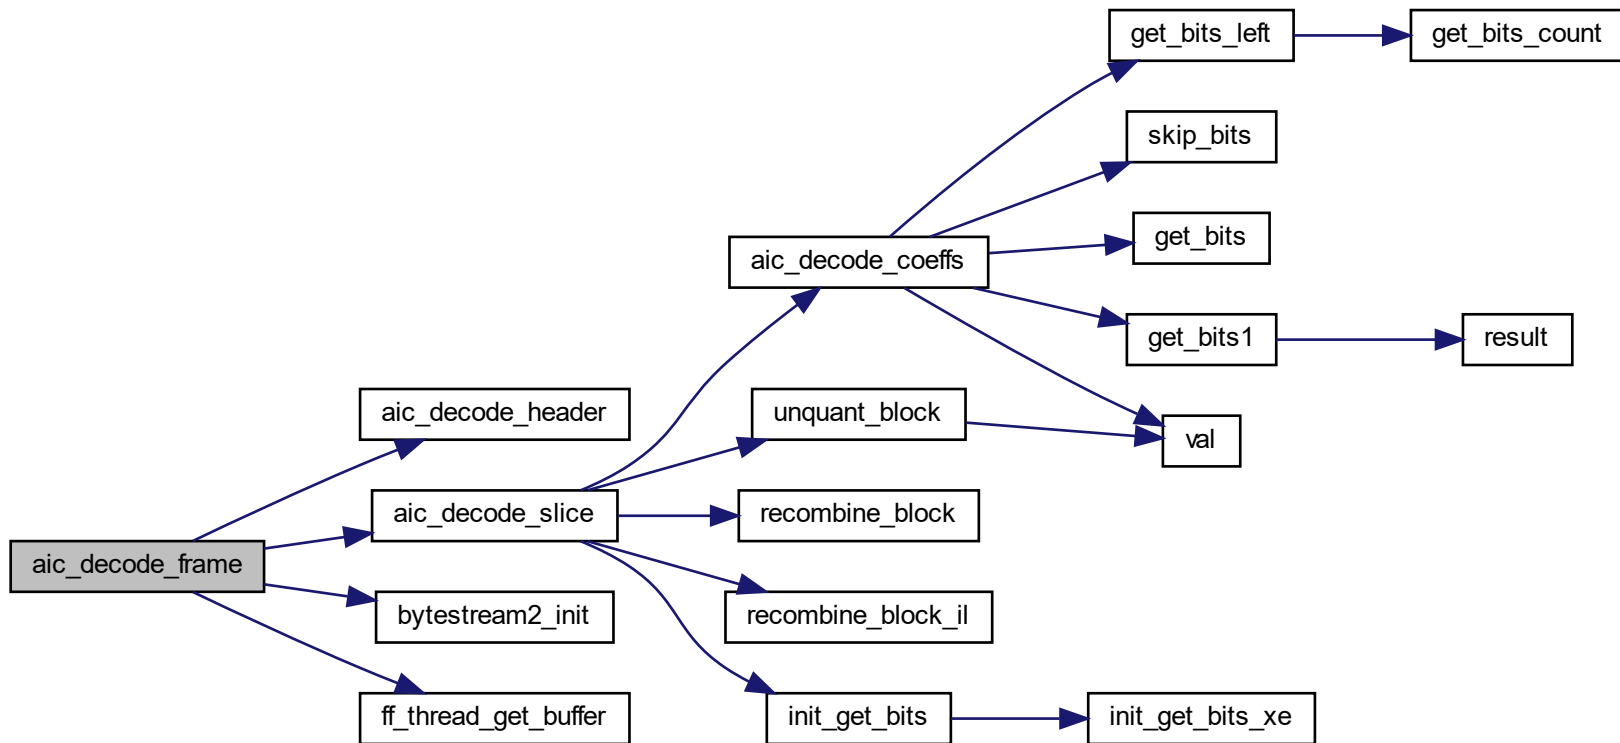 get_bits_left
get_bits_count
skip_bits
get_bits
aic_decode_coeffs
get_bits1
result
aic_decode_header
unquant_block
val
aic_decode_slice
recombine_block
aic_decode_frame
bytestream2_init
recombine_block_il
ff_thread_get_buffer
init_get_bits
init_get_bits_xe